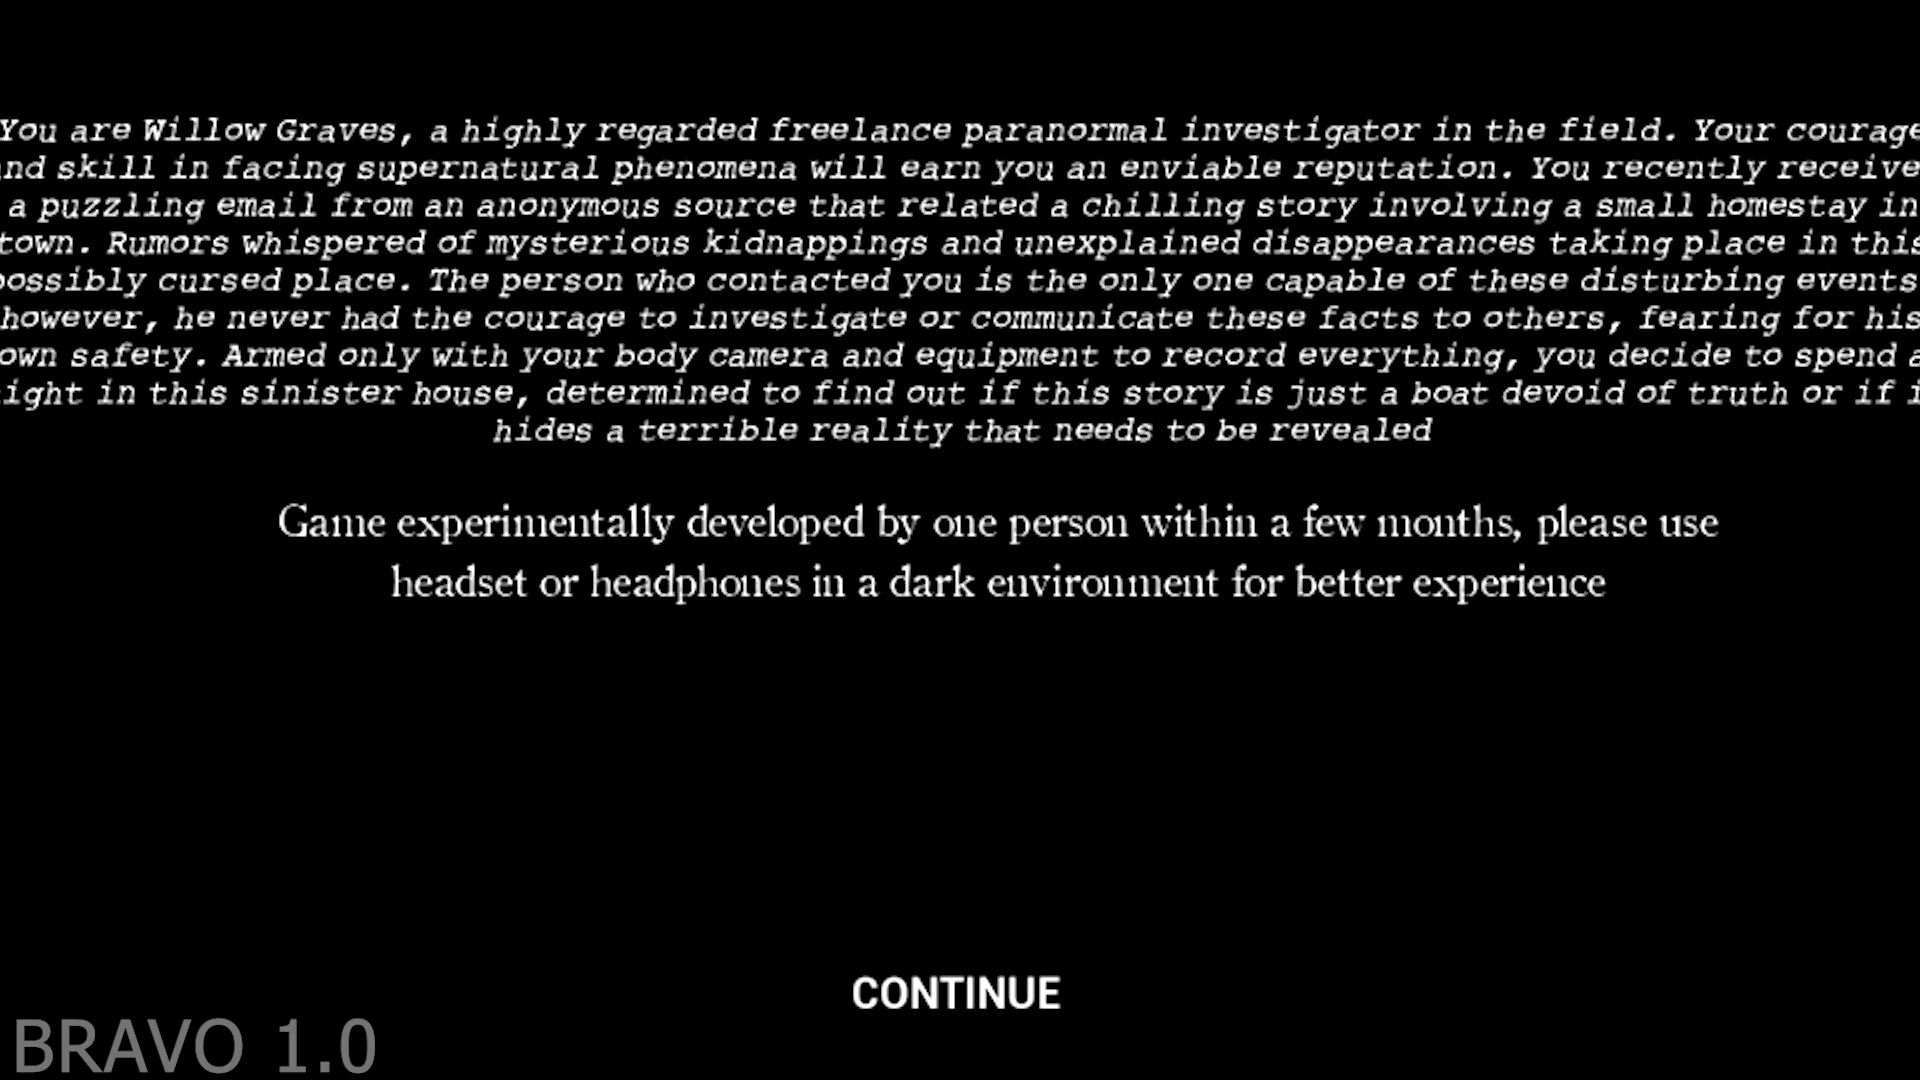 You are Willow Graves, a highly regarded freelance paranormal investigator in the field. Your courage
nd skill in facing supernatural phenomena will earn you an enviable reputation. You recently receive
a puzzling email from an anonymous source that related a chilling story involving a small homestay in
town. Rumors whispered of mysterious kidnappings and unexplained disappearances taking place in this
possibly cursed place. The person who contacted you is the only one capable of these disturbing events
however, he never had the courage to investigate or communicate these facts to others, fearing for his
own safety. Armed only with your body camera and equipment to record everything, you decide to spend a
ight in this sinister house, determined to find out if this story is just a boat devoid of truth or if i
hides a terrible reality that needs to be revealed
Game experimentally developed by one person within a few months, please use
headset or headphones in a dark environment for better experience
CONTINUE
BRAVO 1.0